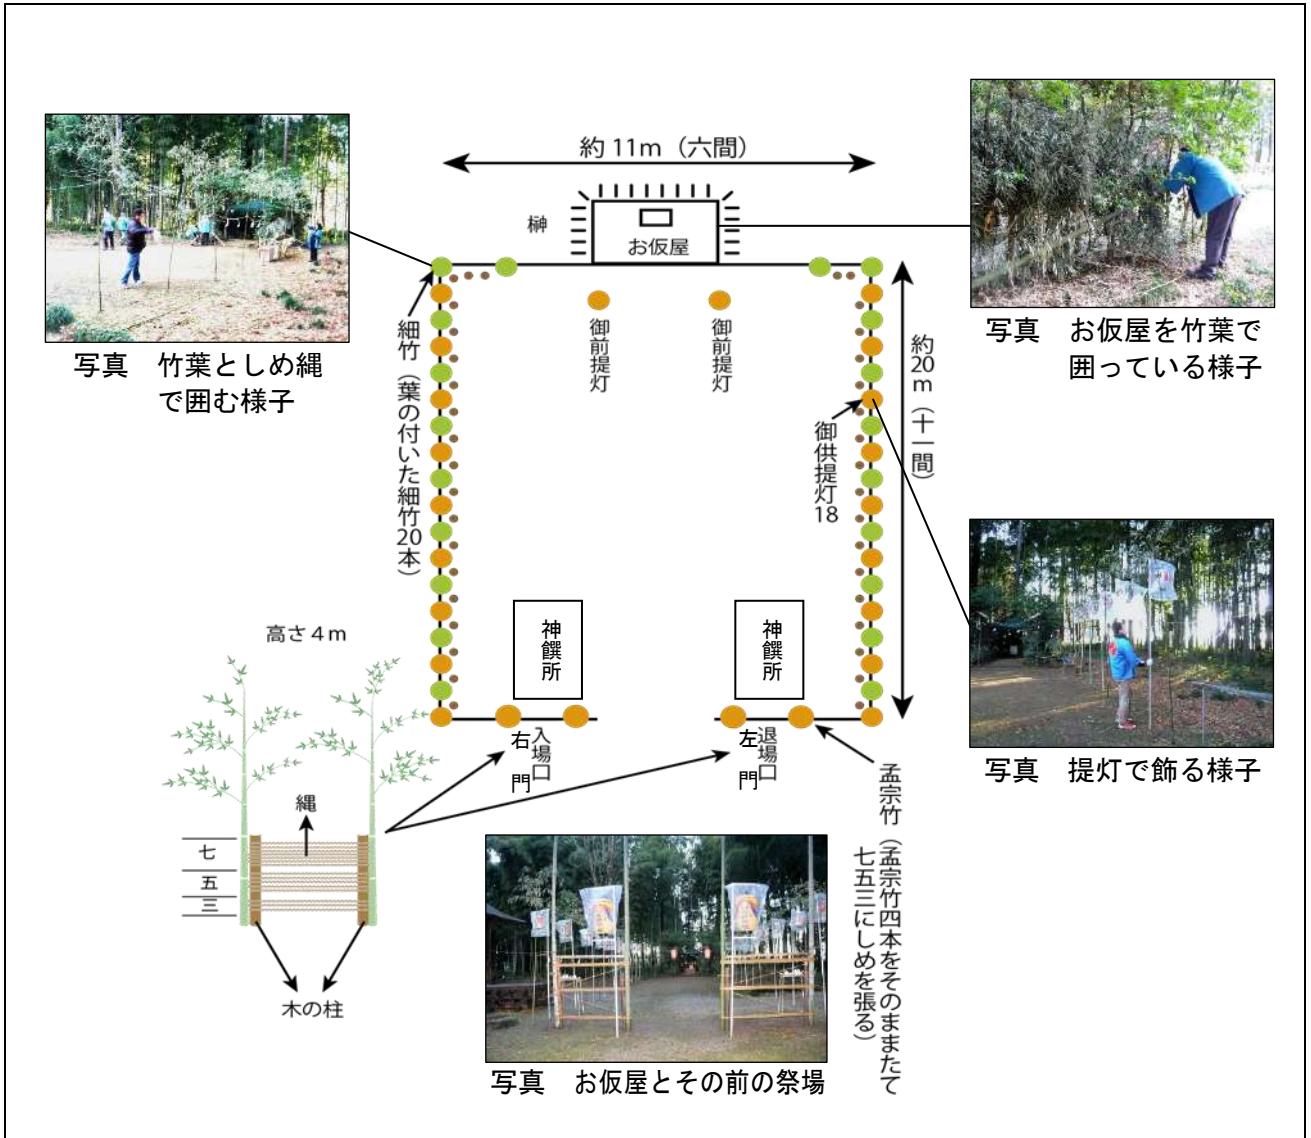 約11m（六間）
榊
お仮屋
写真　竹葉としめ縄
で囲む様子
写真　お仮屋を竹葉で
囲っている様子
細竹（葉の付いた細竹20本）
御前提灯
御前提灯
約20m（十一間）
御供提灯18
神饌所
神饌所
高さ４m
縄
七
五
三
木の柱
入場口
右門
退場口
左門
孟宗竹（孟宗竹四本をそのままたて
七五三にしめを張る）
写真　提灯で飾る様子
写真　お仮屋とその前の祭場